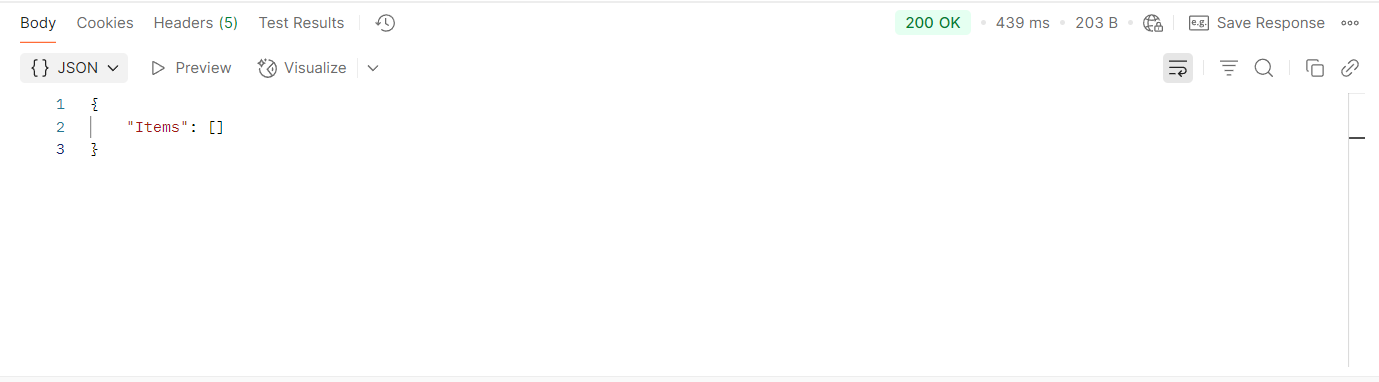 Body Cookies Headers (5) Test Results 200 OK 439 ms 203 B e.g. Save Response
{} JSON Preview Visualize
1 {
2 "Items": []
3 }